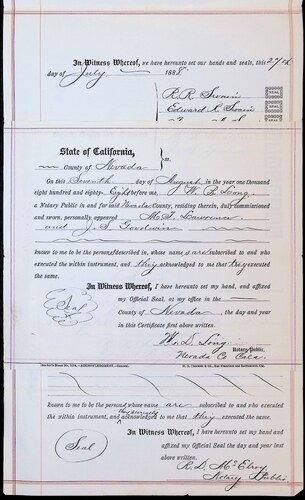 In Witness Whereof, we have hereunto set our hands and seals, this 27th
day of July 1888
R. R. Swain
SEAL
Edward R. Swain
SEAL
SEAL
State of California,
County of Nevada } ss.
On this Seventh day of August, in the year one thousand
eight hundred and eighty-Eight before me, W. D. Long,
a Notary Public in and for said Nevada County, residing therein, duly commissioned
and sworn, personally appeared M. T. Lawrence
and J. S. Goodwin
known to me to be the persons described in, whose names are subscribed to and who
executed the within instrument, and they acknowledged to me that they executed
the same.
In Witness Whereof, I have hereunto set my hand and affixed
my Official Seal, at my office in the
Seal
County of Nevada, the day and year
in this Certificate first above written.
W. D. Long
Notary Public.
Nevada Co Cala.
known to me to be the persons whose name are subscribed to and who
executed the within instrument, and they severally acknowledged to me that they executed the same.
In Witness Whereof, I have hereunto set my hand and
affixed my Official Seal the day and year last
above written.
Seal
R. D. McElroy
Notary Public